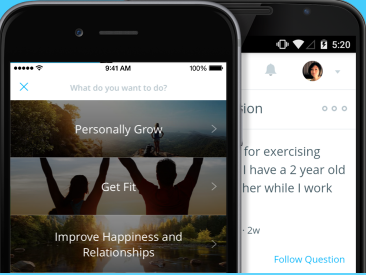 9:41 AM
100%
What do you want to do?
Personally Grow
Get Fit
Improve Happiness and
Relationships
5:20
ion
for exercising
I have a 2 year old
her while I work
· 2w
Follow Question